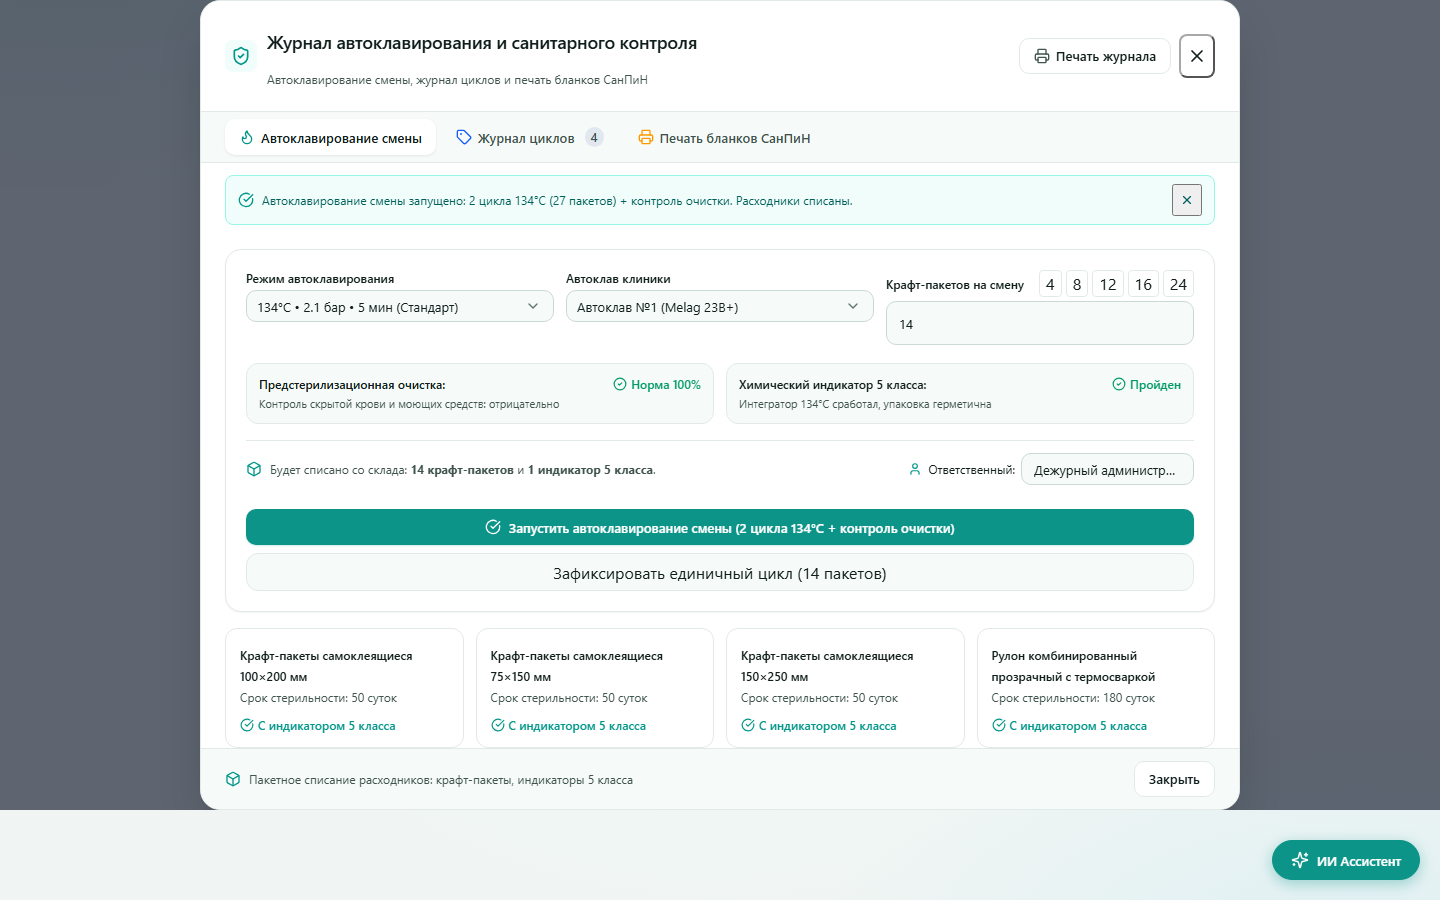 Журнал автоклавирования и санитарного контроля
Автоклавирование смены, журнал циклов и печать бланков СанПиН
Печать журнала
Автоклавирование смены
Журнал циклов 4
Печать бланков СанПиН
Автоклавирование смены запущено: 2 цикла 134°C (27 пакетов) + контроль очистки. Расходники списаны.
Режим автоклавирования
134°C • 2.1 бар • 5 мин (Стандарт)
Автоклав клиники
Автоклав №1 (Melag 23B+)
Крафт-пакетов на смену 4 8 12 16 24
14
Предстерилизационная очистка: Норма 100%
Контроль скрытой крови и моющих средств: отрицательно
Химический индикатор 5 класса: Пройден
Интегратор 134°C сработал, упаковка герметична
Будет списано со склада: 14 крафт-пакетов и 1 индикатор 5 класса.
Ответственный: Дежурный администр...
Запустить автоклавирование смены (2 цикла 134°C + контроль очистки)
Зафиксировать единичный цикл (14 пакетов)
Крафт-пакеты самоклеящиеся
100×200 мм
Срок стерильности: 50 суток
С индикатором 5 класса
Крафт-пакеты самоклеящиеся
75×150 мм
Срок стерильности: 50 суток
С индикатором 5 класса
Крафт-пакеты самоклеящиеся
150×250 мм
Срок стерильности: 50 суток
С индикатором 5 класса
Рулон комбинированный
прозрачный с термосваркой
Срок стерильности: 180 суток
С индикатором 5 класса
Пакетное списание расходников: крафт-пакеты, индикаторы 5 класса
Закрыть
ИИ Ассистент